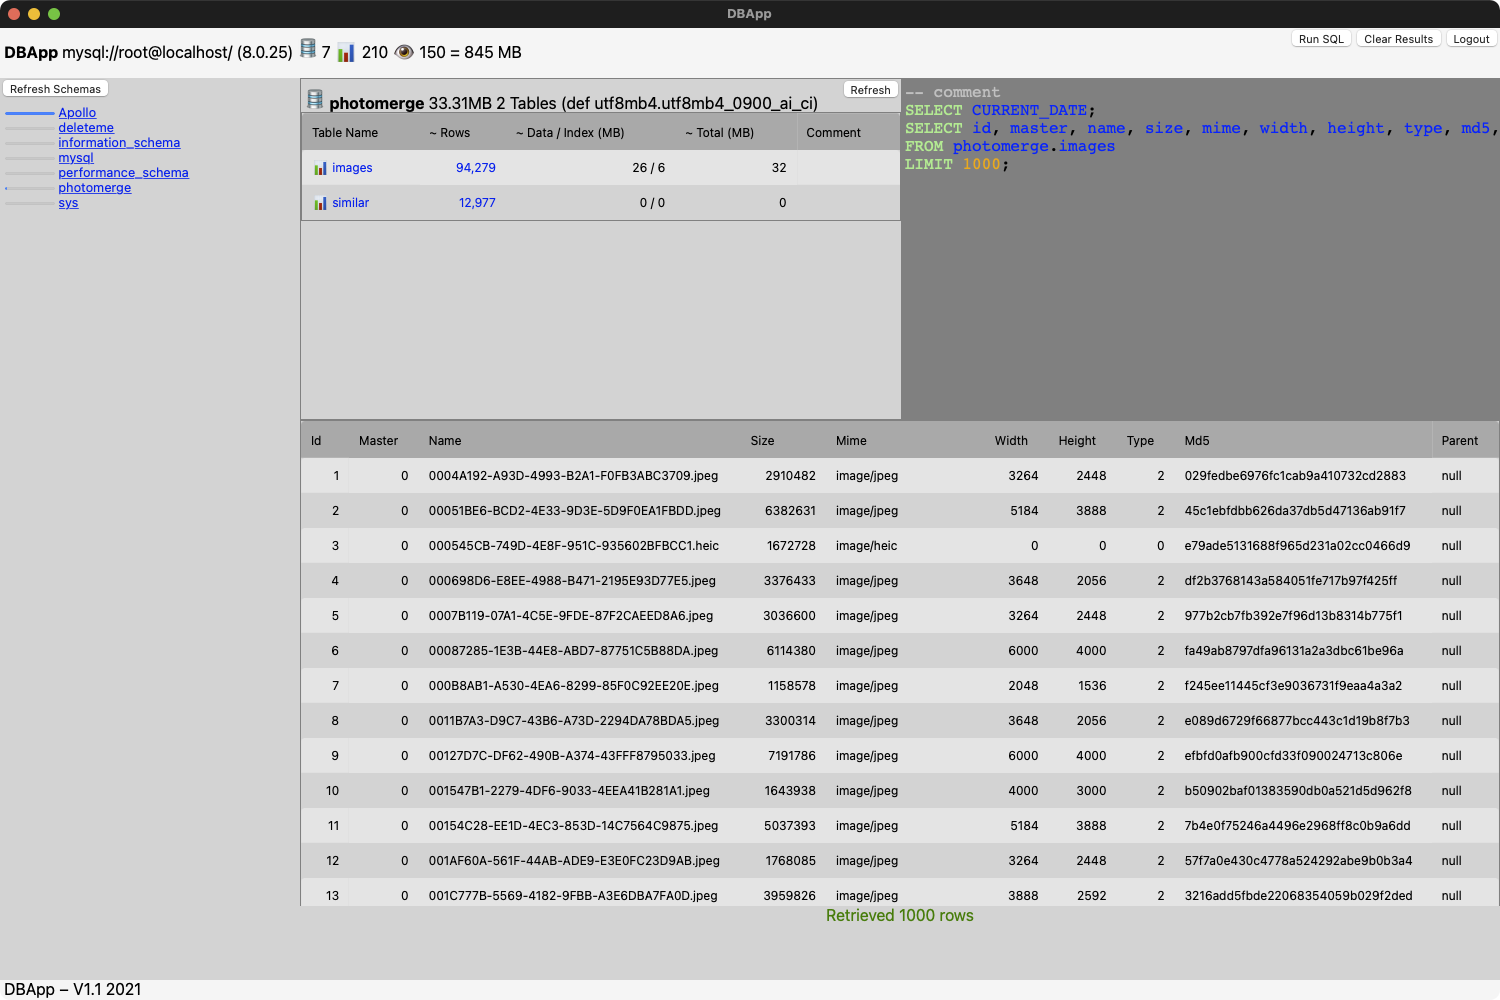 DBApp
DBApp mysql://root@localhost/ (8.0.25) 7 210 150 = 845 MB
Run SQL Clear Results Logout
Refresh Schemas
Apollo
deleteme
information_schema
mysql
performance_schema
photomerge
sys
photomerge 33.31MB 2 Tables (def utf8mb4.utf8mb4_0900_ai_ci) Refresh
Table Name ~ Rows ~ Data / Index (MB) ~ Total (MB) Comment
images 94,279 26 / 6 32
similar 12,977 0 / 0 0
-- comment
SELECT CURRENT_DATE;
SELECT id, master, name, size, mime, width, height, type, md5,
FROM photomerge.images
LIMIT 1000;
Id Master Name Size Mime Width Height Type Md5 Parent
1 0 0004A192-A93D-4993-B2A1-F0FB3ABC3709.jpeg 2910482 image/jpeg 3264 2448 2 029fedbe6976fc1cab9a410732cd2883 null
2 0 00051BE6-BCD2-4E33-9D3E-5D9F0EA1FBDD.jpeg 6382631 image/jpeg 5184 3888 2 45c1ebfdbb626da37db5d47136ab91f7 null
3 0 000545CB-749D-4E8F-951C-935602BFBCC1.heic 1672728 image/heic 0 0 0 e79ade5131688f965d231a02cc0466d9 null
4 0 000698D6-E8EE-4988-B471-2195E93D77E5.jpeg 3376433 image/jpeg 3648 2056 2 df2b3768143a584051fe717b97f425ff null
5 0 0007B119-07A1-4C5E-9FDE-87F2CAEED8A6.jpeg 3036600 image/jpeg 3264 2448 2 977b2cb7fb392e7f96d13b8314b775f1 null
6 0 00087285-1E3B-44E8-ABD7-87751C5B88DA.jpeg 6114380 image/jpeg 6000 4000 2 fa49ab8797dfa96131a2a3dbc61be96a null
7 0 000B8AB1-A530-4EA6-8299-85F0C92EE20E.jpeg 1158578 image/jpeg 2048 1536 2 f245ee11445cf3e9036731f9eaa4a3a2 null
8 0 0011B7A3-D9C7-43B6-A73D-2294DA78BDA5.jpeg 3300314 image/jpeg 3648 2056 2 e089d6729f66877bcc443c1d19b8f7b3 null
9 0 00127D7C-DF62-490B-A374-43FFF8795033.jpeg 7191786 image/jpeg 6000 4000 2 efbfd0afb900cfd33f090024713c806e null
10 0 001547B1-2279-4DF6-9033-4EEA41B281A1.jpeg 1643938 image/jpeg 4000 3000 2 b50902baf01383590db0a521d5d962f8 null
11 0 00154C28-EE1D-4EC3-853D-14C7564C9875.jpeg 5037393 image/jpeg 5184 3888 2 7b4e0f75246a4496e2968ff8c0b9a6dd null
12 0 001AF60A-561F-44AB-ADE9-E3E0FC23D9AB.jpeg 1768085 image/jpeg 3264 2448 2 57f7a0e430c4778a524292abe9b0b3a4 null
13 0 001C777B-5569-4182-9FBB-A3E6DBA7FA0D.jpeg 3959826 image/jpeg 3888 2592 2 3216add5fbde22068354059b029f2ded null
Retrieved 1000 rows
DBApp – V1.1 2021